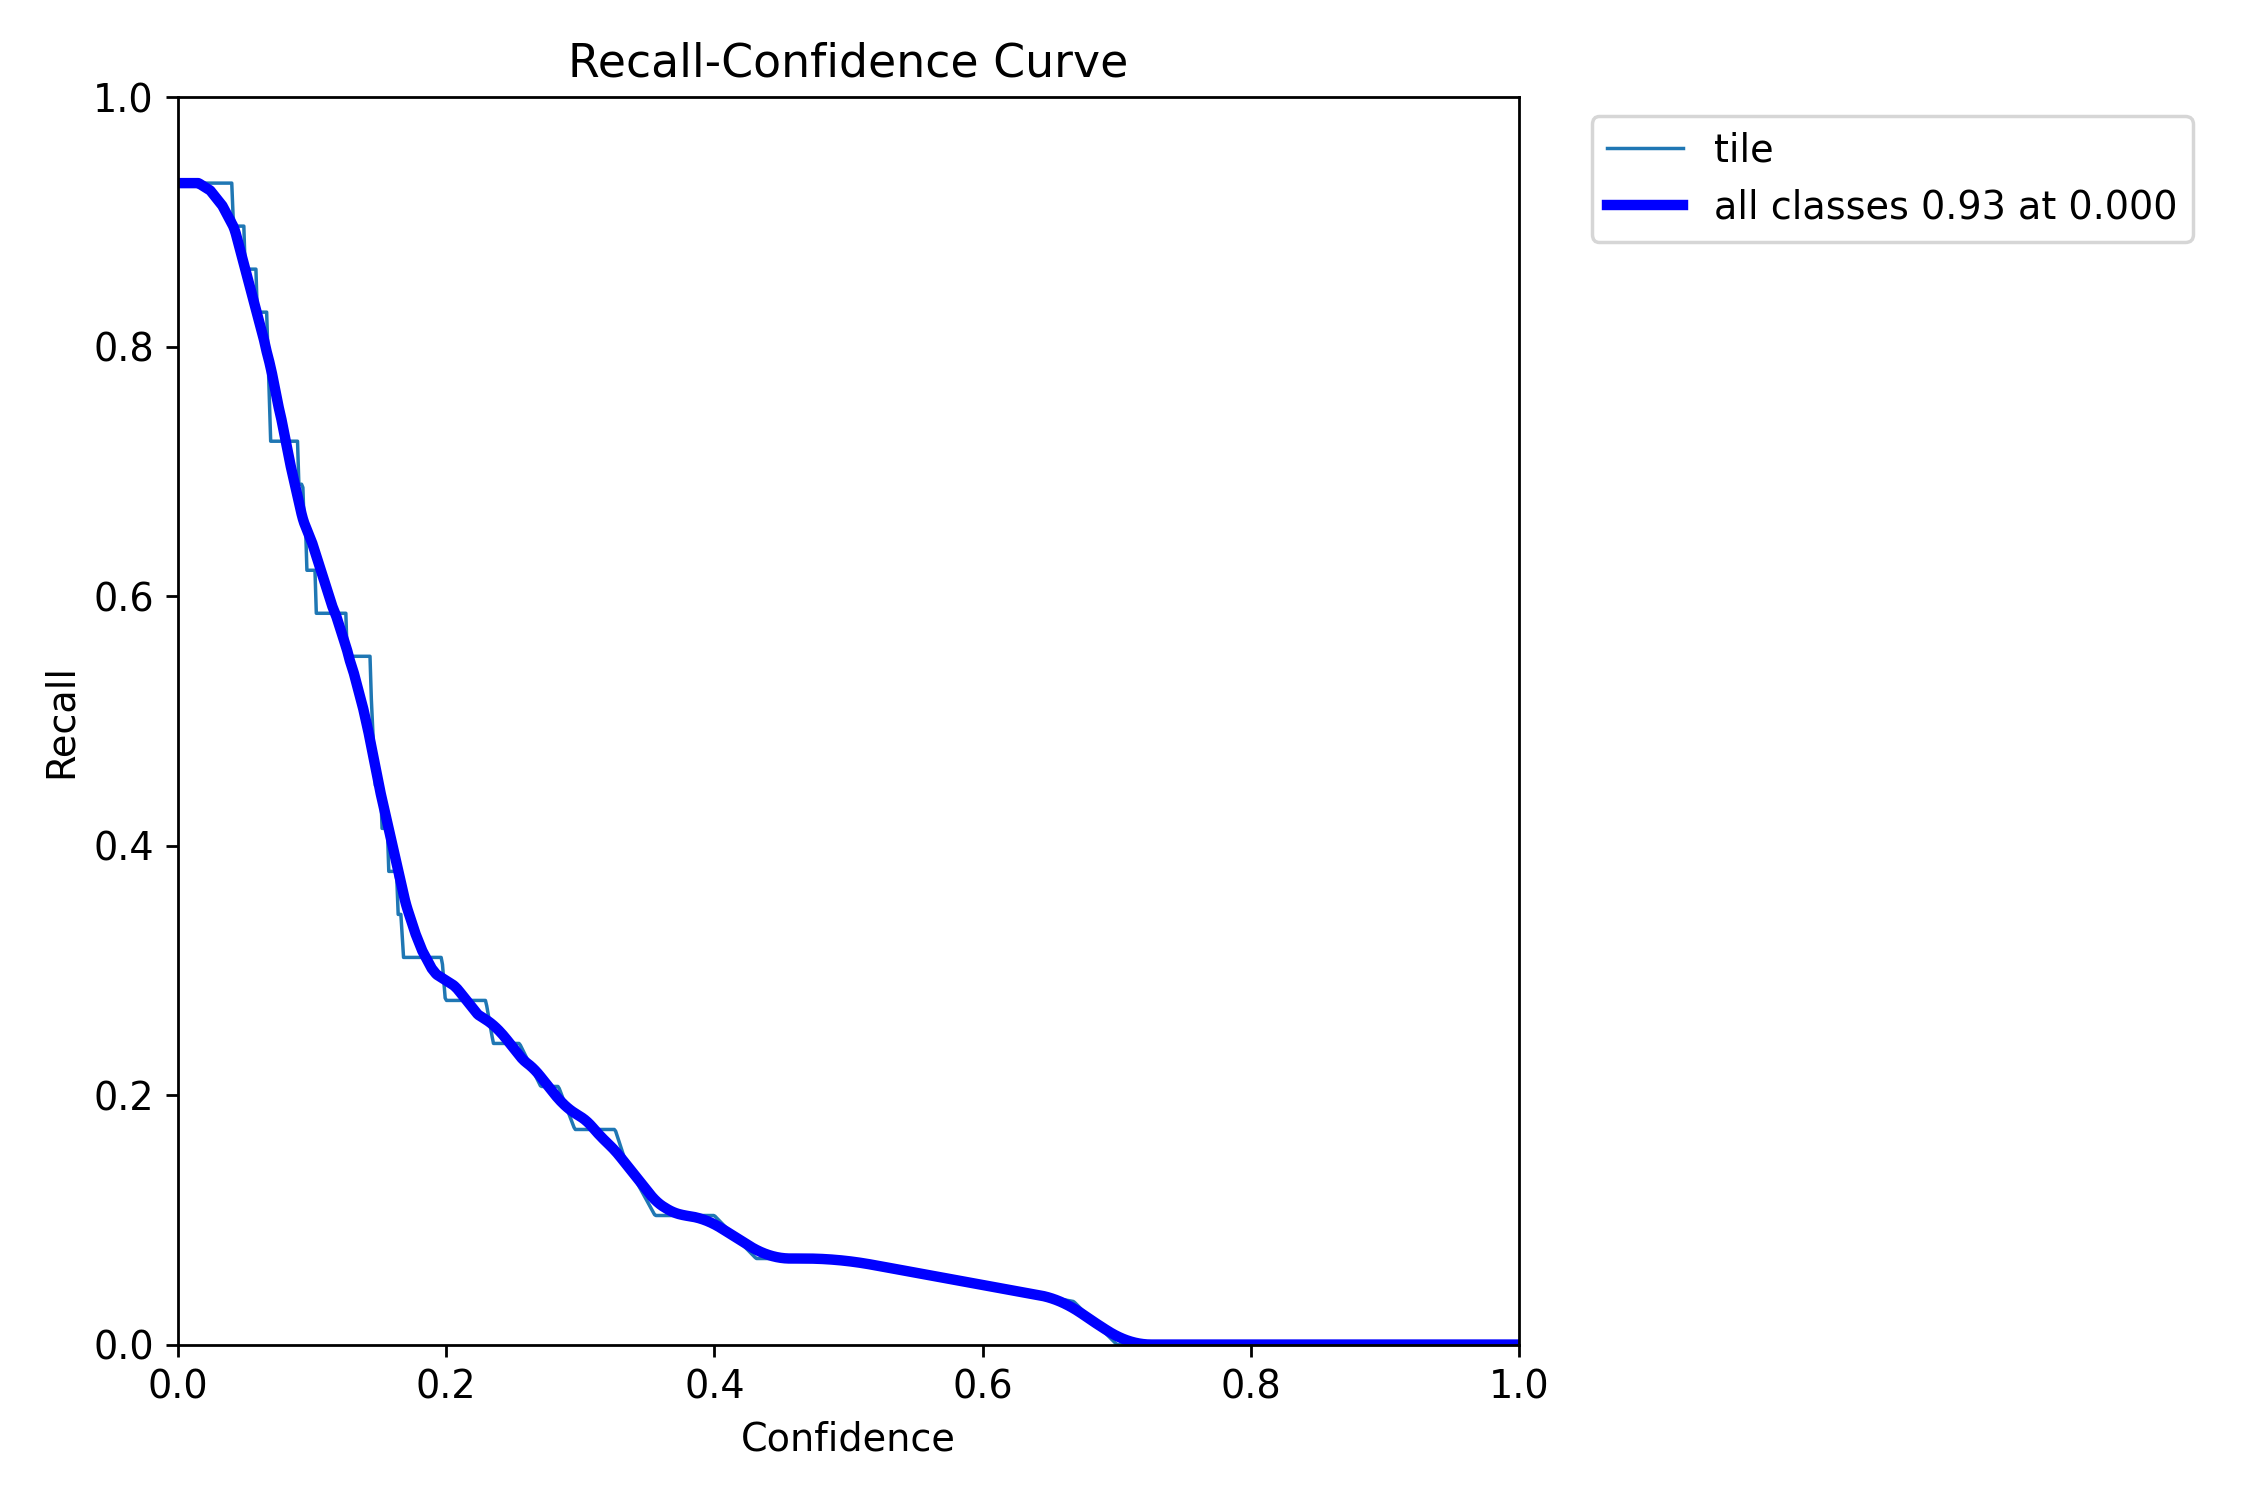 Recall-Confidence Curve
1.0
0.8
0.6
0.4
0.2
0.0
Recall
0.0 0.2 0.4 0.6 0.8 1.0
Confidence
tile
all classes 0.93 at 0.000